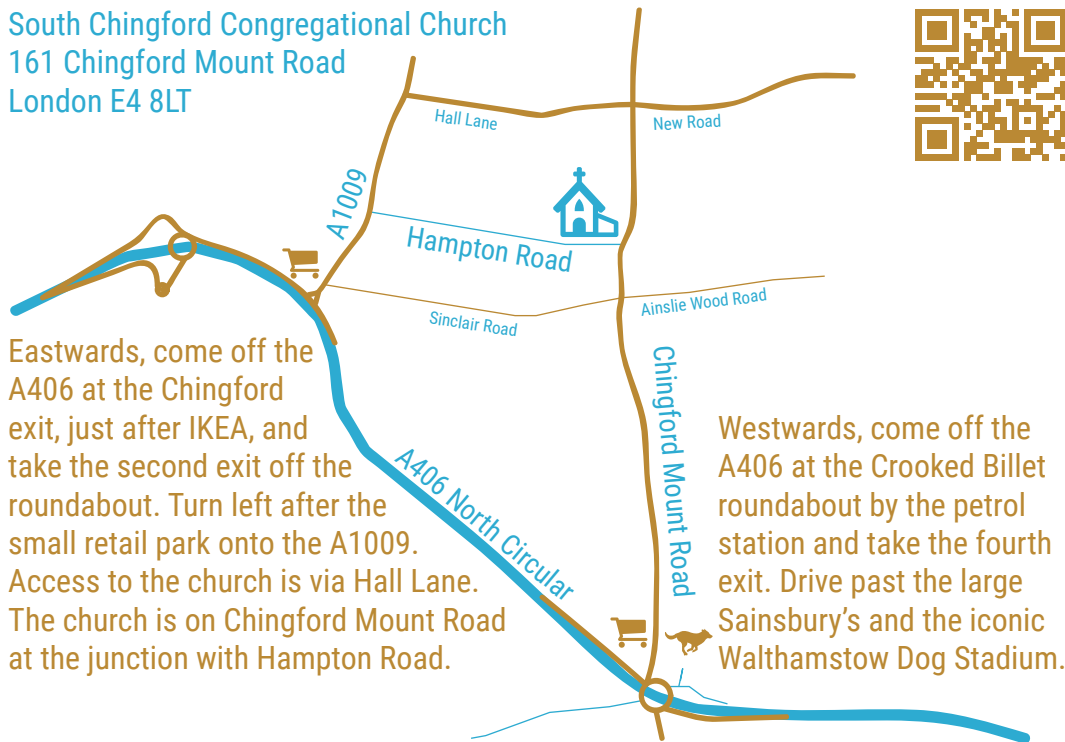 South Chingford Congregational Church
161 Chingford Mount Road
London E4 8LT
Hall Lane
New Road
A1009
Hampton Road
Sinclair Road
Ainslie Wood Road
Chingford Mount Road
A406 North Circular
Eastwards, come off the
A406 at the Chingford
exit, just after IKEA, and
take the second exit off the
roundabout. Turn left after the
small retail park onto the A1009.
Access to the church is via Hall Lane.
The church is on Chingford Mount Road
at the junction with Hampton Road.
Westwards, come off the
A406 at the Crooked Billet
roundabout by the petrol
station and take the fourth
exit. Drive past the large
Sainsbury’s and the iconic
Walthamstow Dog Stadium.